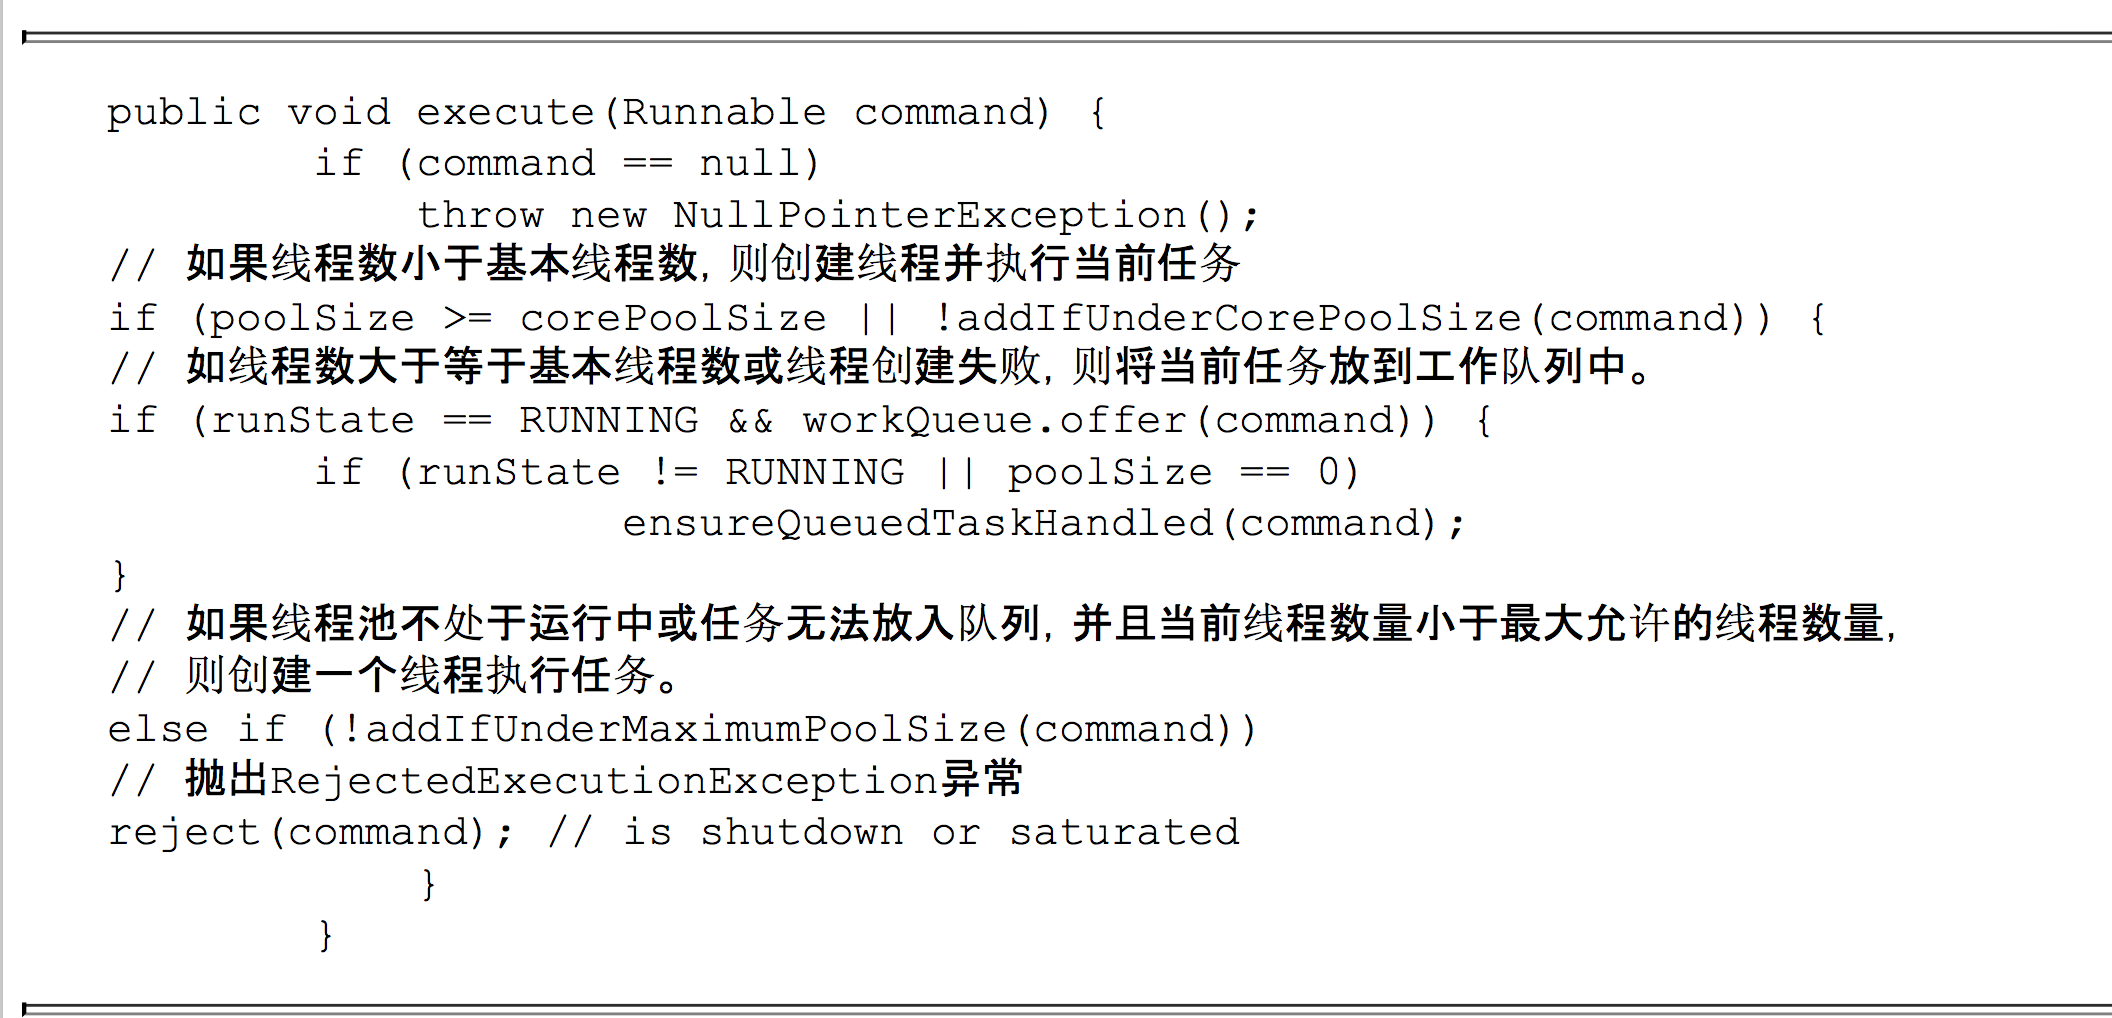 public void execute(Runnable command) {
if (command == null)
throw new NullPointerException();
// 如果线程数小于基本线程数，则创建线程并执行当前任务
if (poolSize >= corePoolSize || !addIfUnderCorePoolSize(command)) {
// 如线程数大于等于基本线程数或线程创建失败，则将当前任务放到工作队列中。
if (runState == RUNNING && workQueue.offer(command)) {
if (runState != RUNNING || poolSize == 0)
ensureQueuedTaskHandled(command);
}
// 如果线程池不处于运行中或任务无法放入队列，并且当前线程数量小于最大允许的线程数量，
// 则创建一个线程执行任务。
else if (!addIfUnderMaximumPoolSize(command))
// 抛出RejectedExecutionException异常
reject(command); // is shutdown or saturated
}
}